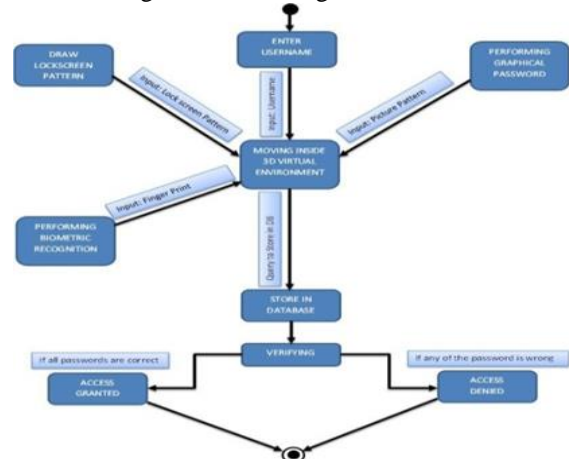 ENTER
USERNAME
DRAW
LOCKSCREEN
PATTERN
PERFORMING
GRAPHICAL
PASSWORD
Input: Lock screen Pattern
Input: Username
Input: Picture Pattern
MOVING INSIDE
3D VIRTUAL
ENVIRONMENT
Input: Finger Print
PERFORMING
BIOMETRIC
RECOGNITION
Query to Store in DB
STORE IN
DATABASE
VERIFYING
If all passwords are correct
If any of the password is wrong
ACCESS
GRANTED
ACCESS
DENIED